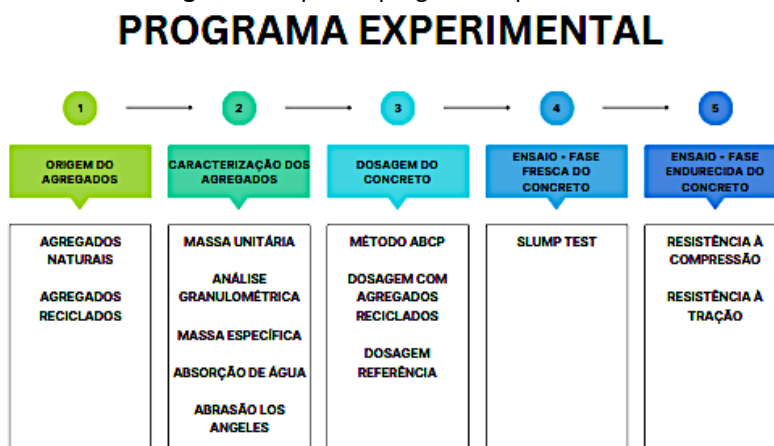 PROGRAMA EXPERIMENTAL
1
2
3
4
5
ORIGEM DO
AGREGADOS
CARACTERIZAÇÃO DOS
AGREGADOS
DOSAGEM DO
CONCRETO
ENSAIO - FASE
FRESCA DO
CONCRETO
ENSAIO - FASE
ENDURECIDA DO
CONCRETO
AGREGADOS
NATURAIS
AGREGADOS
RECICLADOS
MASSA UNITÁRIA
ANÁLISE
GRANULOMÉTRICA
MASSA ESPECÍFICA
ABSORÇÃO DE ÁGUA
ABRASÃO LOS
ANGELES
MÉTODO ABCP
DOSAGEM COM
AGREGADOS
RECICLADOS
DOSAGEM
REFERÊNCIA
SLUMP TEST
RESISTÊNCIA À
COMPRESSÃO
RESISTÊNCIA À
TRAÇÃO